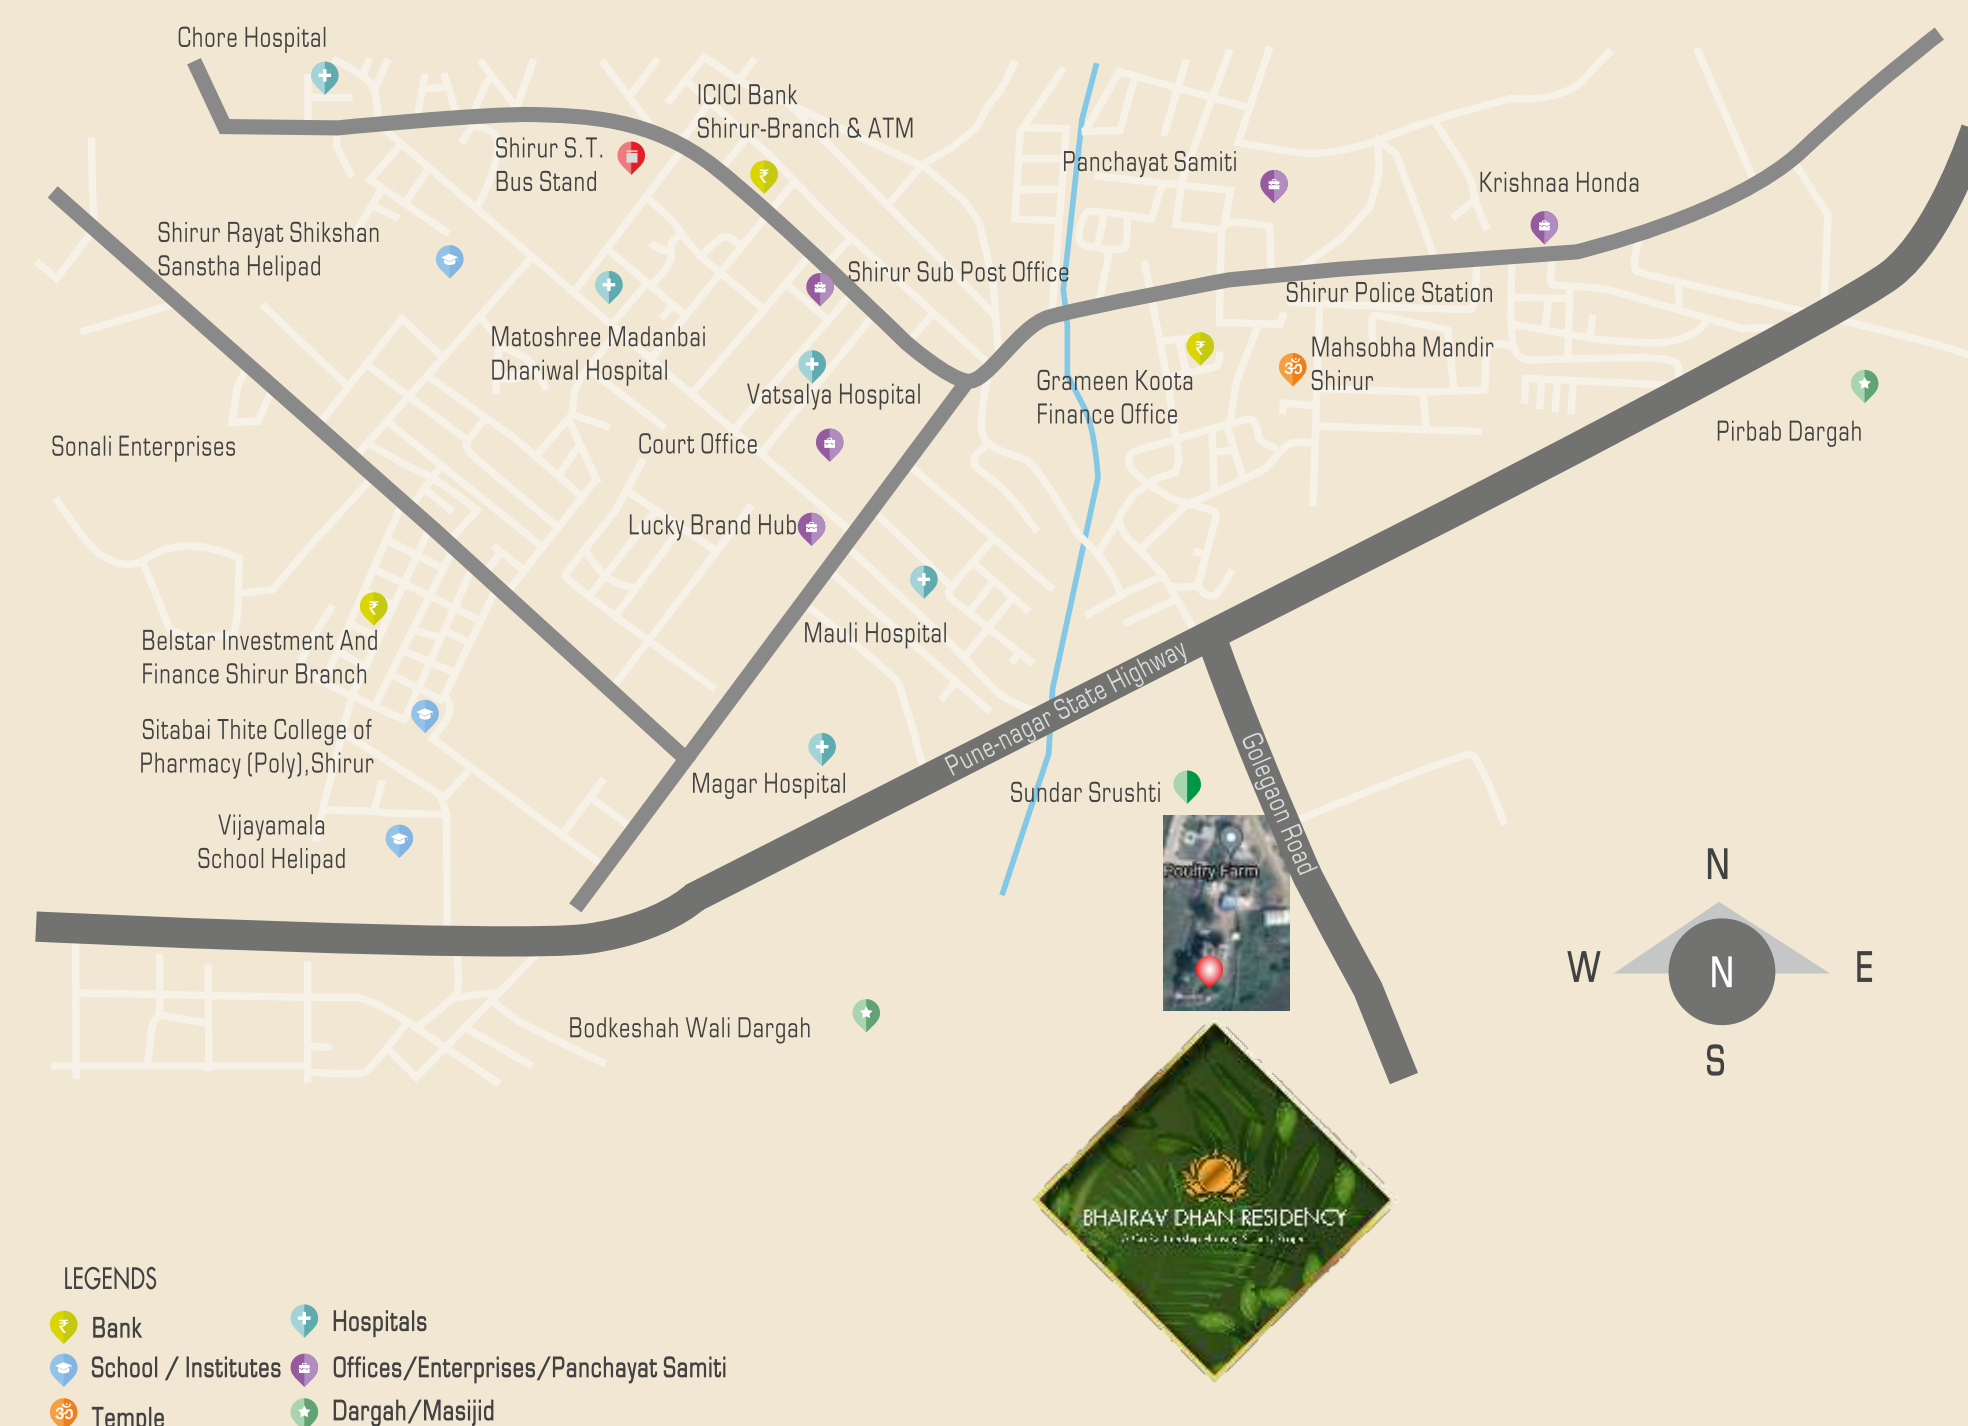 Chore Hospital
ICICI Bank
Shirur-Branch & ATM
Shirur S.T.
Bus Stand
Panchayat Samiti
Krishnaa Honda
Shirur Rayat Shikshan
Sanstha Helipad
Shirur Sub Post Office
Shirur Police Station
Matoshree Madanbai
Dhariwal Hospital
Mahsobha Mandir
Shirur
Vatsalya Hospital
Grameen Koota
Finance Office
Pirbab Dargah
Sonali Enterprises
Court Office
Lucky Brand Hub
Mauli Hospital
Belstar Investment And
Finance Shirur Branch
Pune-nagar State Highway
Sitabai Thite College of
Pharmacy (Poly),Shirur
Magar Hospital
Sundar Srushti
Golegaon Road
Vijayamala
School Helipad
Poultry Farm
N
W
N
E
S
Bodkeshah Wali Dargah
BHAIRAV DHAN RESIDENCY
LEGENDS
Bank
Hospitals
School / Institutes
Offices/Enterprises/Panchayat Samiti
Temple
Dargah/Masijid